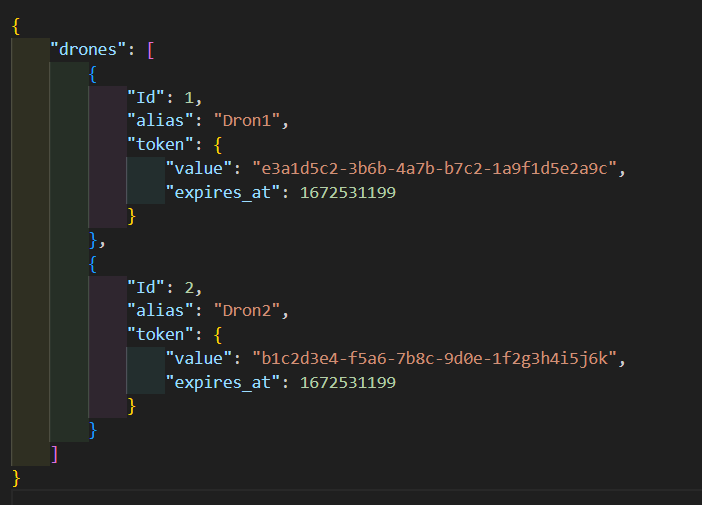 {
"drones": [
{
"Id": 1,
"alias": "Dron1",
"token": {
"value": "e3a1d5c2-3b6b-4a7b-b7c2-1a9f1d5e2a9c",
"expires_at": 1672531199
}
},
{
"Id": 2,
"alias": "Dron2",
"token": {
"value": "b1c2d3e4-f5a6-7b8c-9d0e-1f2g3h4i5j6k",
"expires_at": 1672531199
}
}
]
}